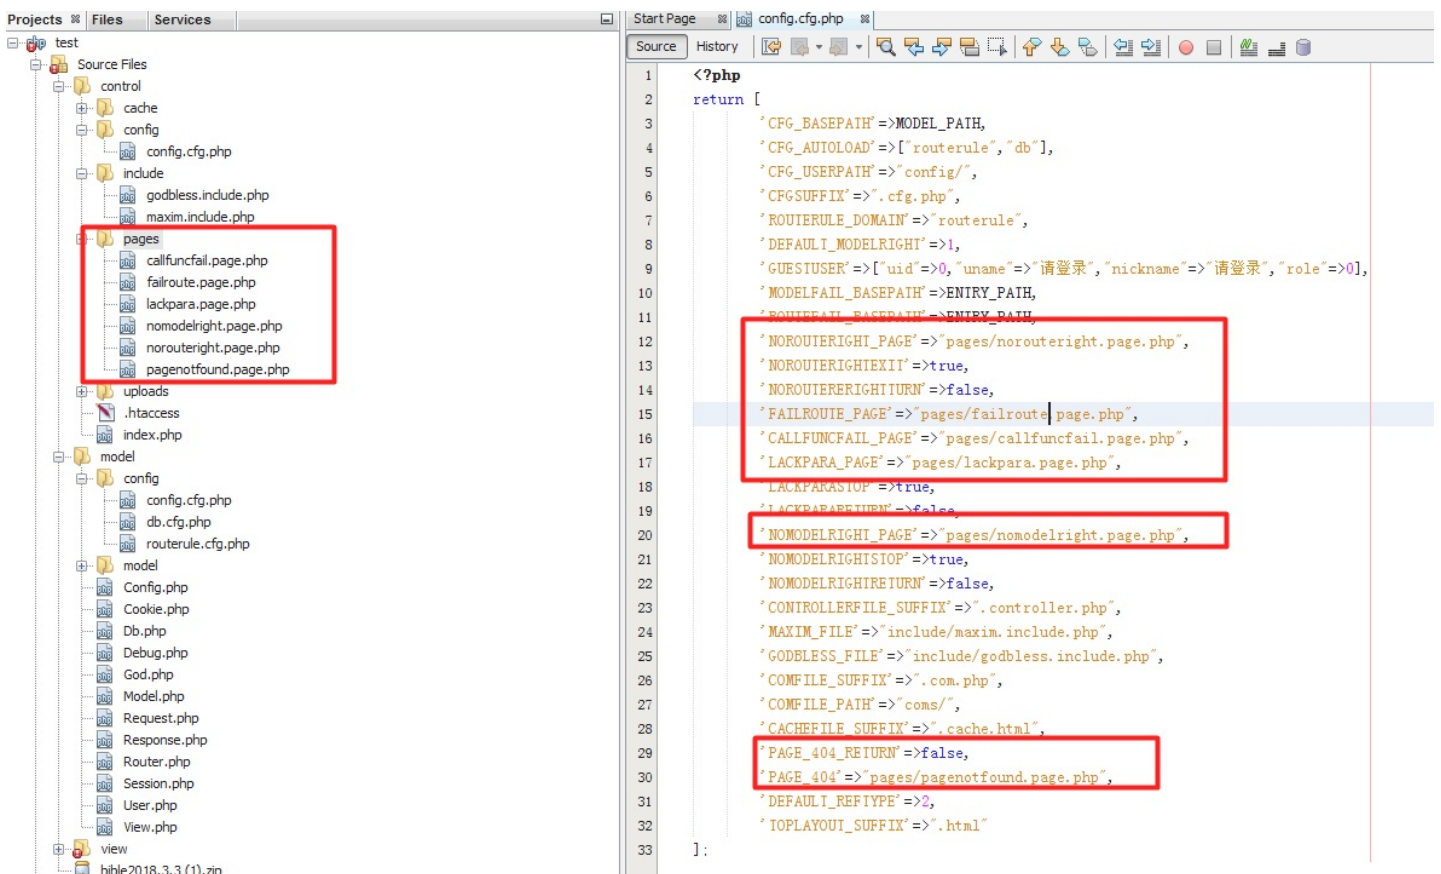 Projects Files Services
test
Source Files
control
cache
config
config.cfg.php
include
godbless.include.php
maxim.include.php
pages
callfuncfail.page.php
failroute.page.php
lackpara.page.php
nomodelright.page.php
norouteright.page.php
pagenotfound.page.php
uploads
.htaccess
index.php
model
config
config.cfg.php
db.cfg.php
routerule.cfg.php
model
Config.php
Cookie.php
Db.php
Debug.php
God.php
Model.php
Request.php
Response.php
Router.php
Session.php
User.php
View.php
view
bible2018.3.3 (1).zip
Start Page config.cfg.php
Source History
1 <?php
2 return [
3 'CFG_BASEPATH'=>MODEL_PATH,
4 'CFG_AUTOLOAD'=>["routerule","db"],
5 'CFG_USERPATH'=>"config/",
6 'CFGSUFFIX'=>".cfg.php",
7 'ROUTERULE_DOMAIN'=>"routerule",
8 'DEFAULT_MODELRIGHT'=>1,
9 'GUESTUSER'=>["uid"=>0,"uname"=>"请登录","nickname"=>"请登录","role"=>0],
10 'MODELFAIL_BASEPATH'=>ENTRY_PATH,
11 'ROUTEFAIL_BASEPATH'=>ENTRY_PATH,
12 'NOROUTERIGHT_PAGE'=>"pages/norouteright.page.php",
13 'NOROUTERIGHTEXIT'=>true,
14 'NOROUTERERIGHTTURN'=>false,
15 'FAILROUTE_PAGE'=>"pages/failroute.page.php",
16 'CALLFUNCFAIL_PAGE'=>"pages/callfuncfail.page.php",
17 'LACKPARA_PAGE'=>"pages/lackpara.page.php",
18 'LACKPARASTOP'=>true,
19 'LACKPARARETURN'=>false,
20 'NOMODELRIGHT_PAGE'=>"pages/nomodelright.page.php",
21 'NOMODELRIGHTSTOP'=>true,
22 'NOMODELRIGHTRETURN'=>false,
23 'CONTROLLERFILE_SUFFIX'=>".controller.php",
24 'MAXIM_FILE'=>"include/maxim.include.php",
25 'GODBLESS_FILE'=>"include/godbless.include.php",
26 'COMFILE_SUFFIX'=>".com.php",
27 'COMFILE_PATH'=>"coms/",
28 'CACHEFILE_SUFFIX'=>".cache.html",
29 'PAGE_404_RETURN'=>false,
30 'PAGE_404'=>"pages/pagenotfound.page.php",
31 'DEFAULT_REFTYPE'=>2,
32 'TOPLAYOUT_SUFFIX'=>".html"
33 ];